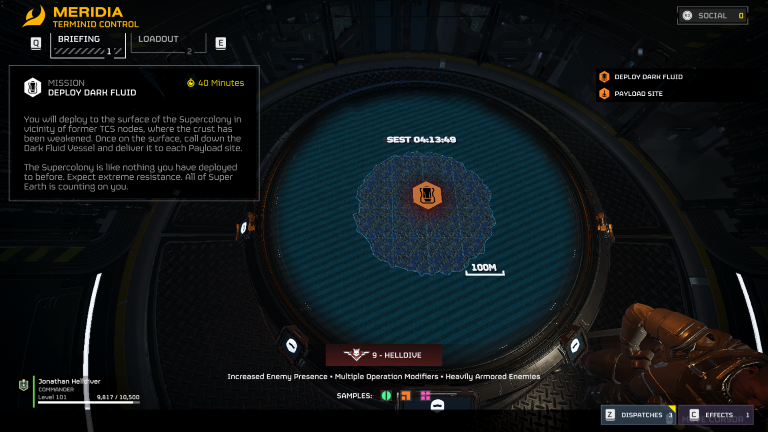 MERIDIA
TERMINID CONTROL
Q
BRIEFING
1
LOADOUT
2
E
SOCIAL 0
MISSION
DEPLOY DARK FLUID
40 Minutes
You will deploy to the surface of the Supercolony in
vicinity of former TCS nodes, where the crust has
been weakened. Once on the surface, call down the
Dark Fluid Vessel and deliver it to each Payload site.
The Supercolony is like nothing you have deployed
to before. Expect extreme resistance. All of Super
Earth is counting on you.
DEPLOY DARK FLUID
PAYLOAD SITE
SEST 04:13:49
100M
9 - HELLDIVE
Increased Enemy Presence • Multiple Operation Modifiers • Heavily Armored Enemies
SAMPLES:
Jonathan Helldiver
COMMANDER
Level 101
9,817 / 10,500
Z DISPATCHES 3
C EFFECTS 1